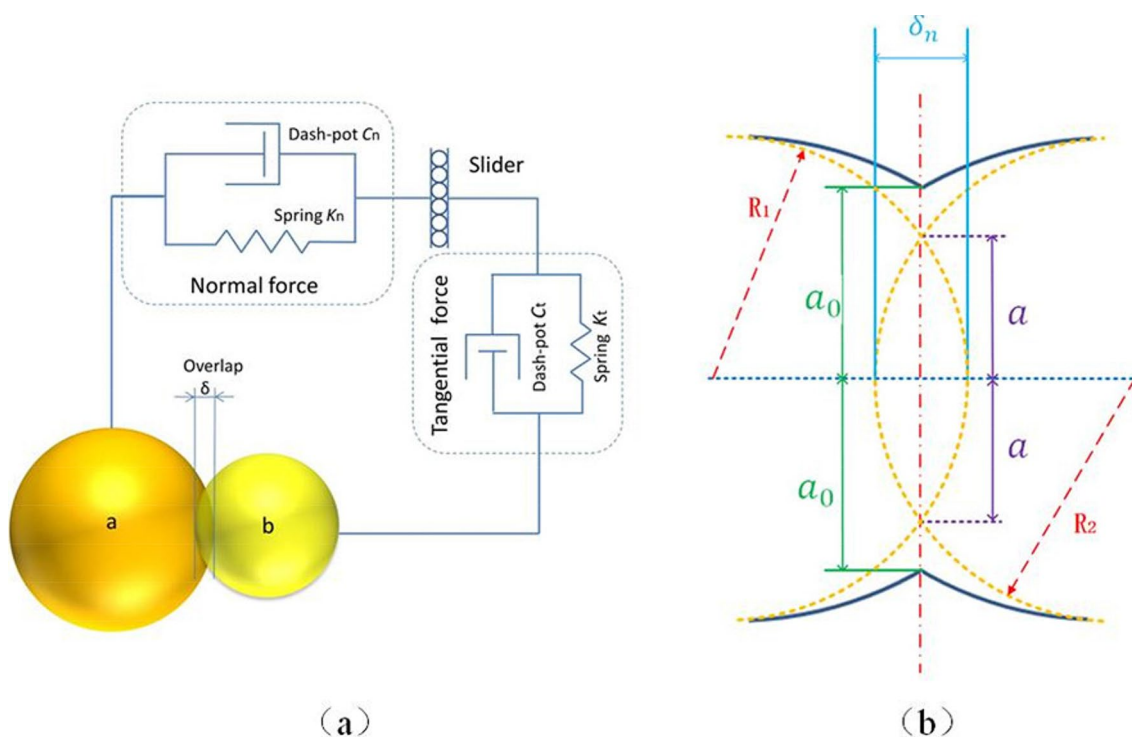 Dash-pot Cn
Spring Kn
Normal force
Slider
Tangential force
Dash-pot Ct
Spring Kt
Overlap
δ
a
b
(a)
δn
R1
a0
a
a0
a
R2
(b)